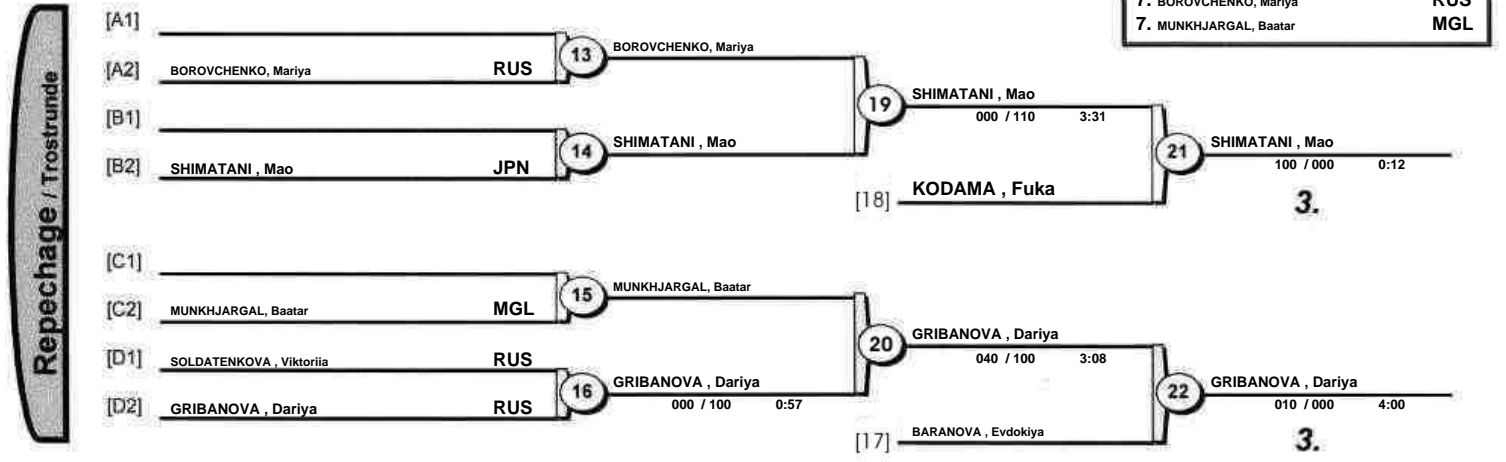 7. BOROVCHENKO, Mariya RUS
7. MUNKHJARGAL, Baatar MGL
Repechage / Trostrunde
[A1]
13
BOROVCHENKO, Mariya
[A2] BOROVCHENKO, Mariya RUS
19
SHIMATANI , Mao
000 / 110 3:31
[B1]
14
SHIMATANI , Mao
[B2] SHIMATANI , Mao JPN
21
SHIMATANI , Mao
100 / 000 0:12
[18] KODAMA , Fuka
3.
[C1]
15
MUNKHJARGAL, Baatar
[C2] MUNKHJARGAL, Baatar MGL
20
GRIBANOVA , Dariya
040 / 100 3:08
[D1] SOLDATENKOVA , Viktoriia RUS
16
GRIBANOVA , Dariya
000 / 100 0:57
[D2] GRIBANOVA , Dariya RUS
22
GRIBANOVA , Dariya
010 / 000 4:00
[17] BARANOVA , Evdokiya
3.